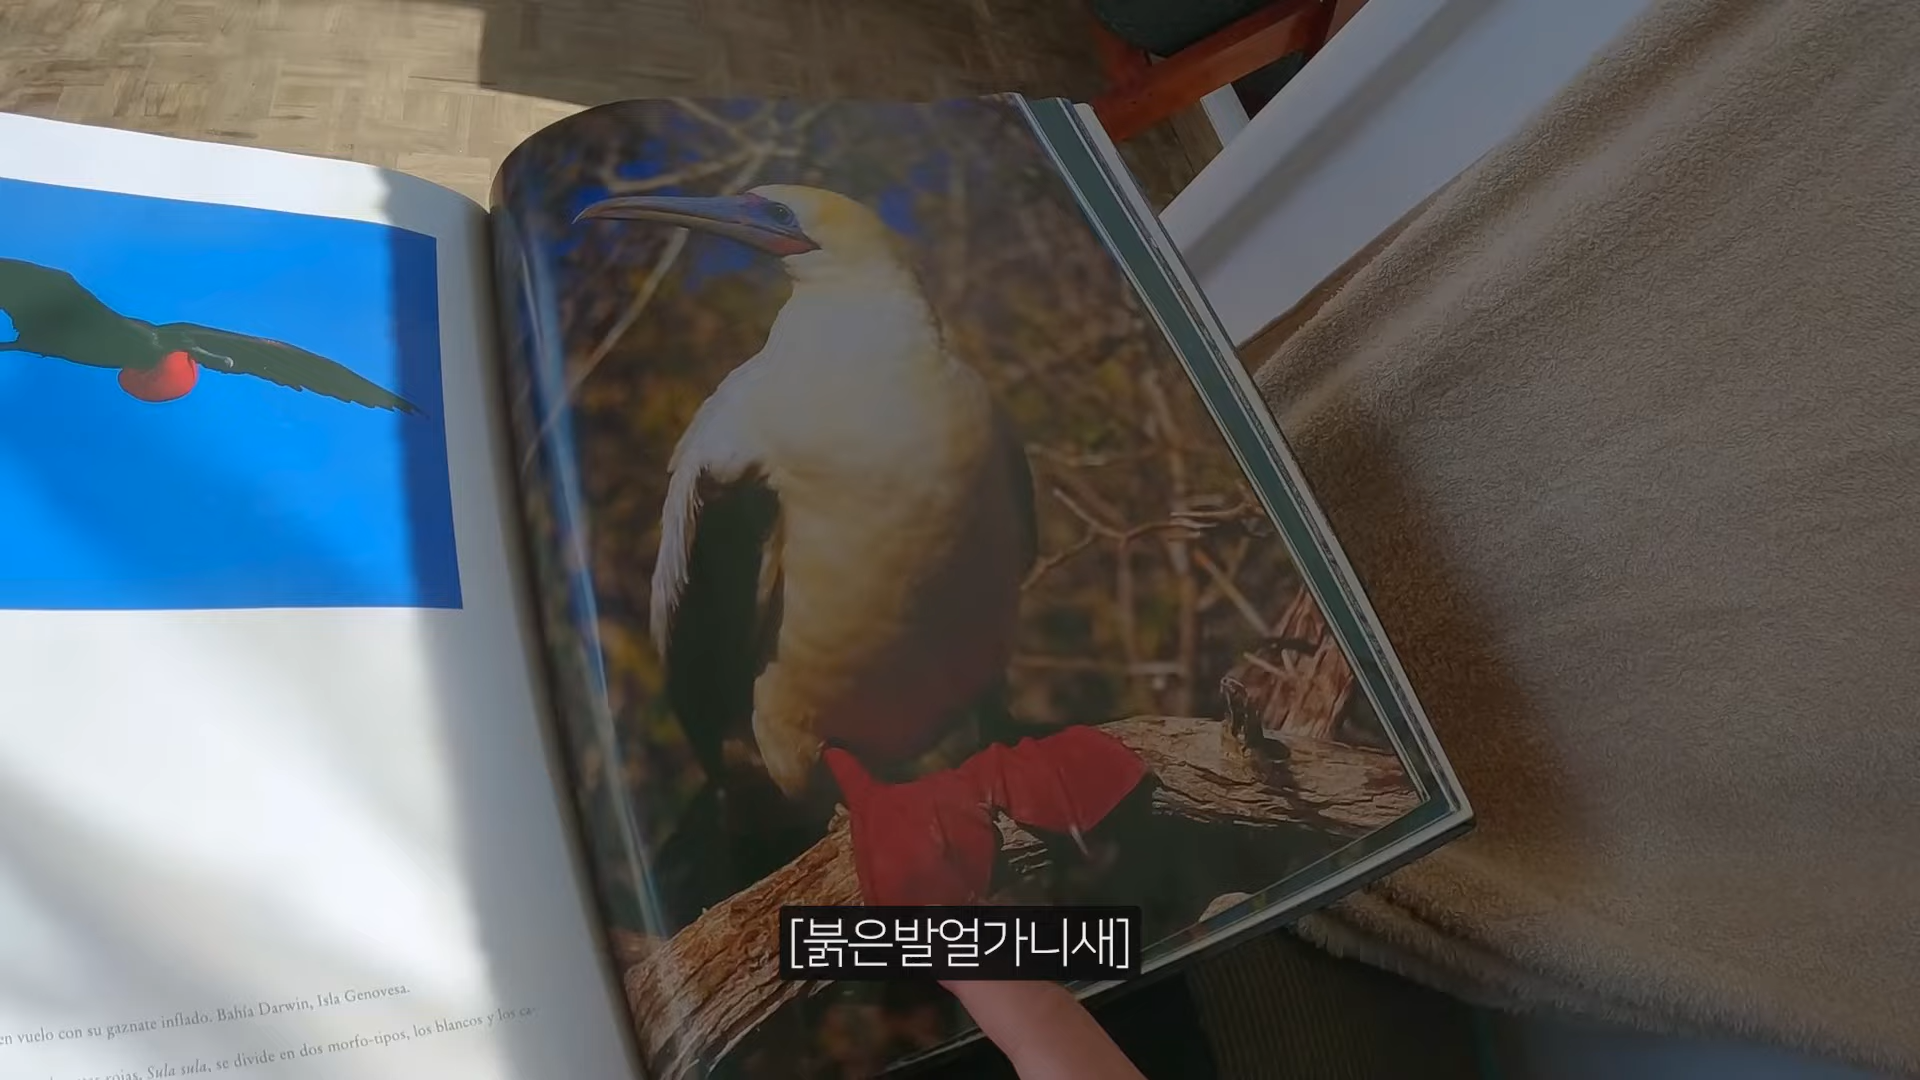 en vuelo con su gaznate inflado. Bahía Darwin, Isla Genovesa.
rojas, Sula sula, se divide en dos morfo-tipos, los blancos y los
[붉은발얼가니새]